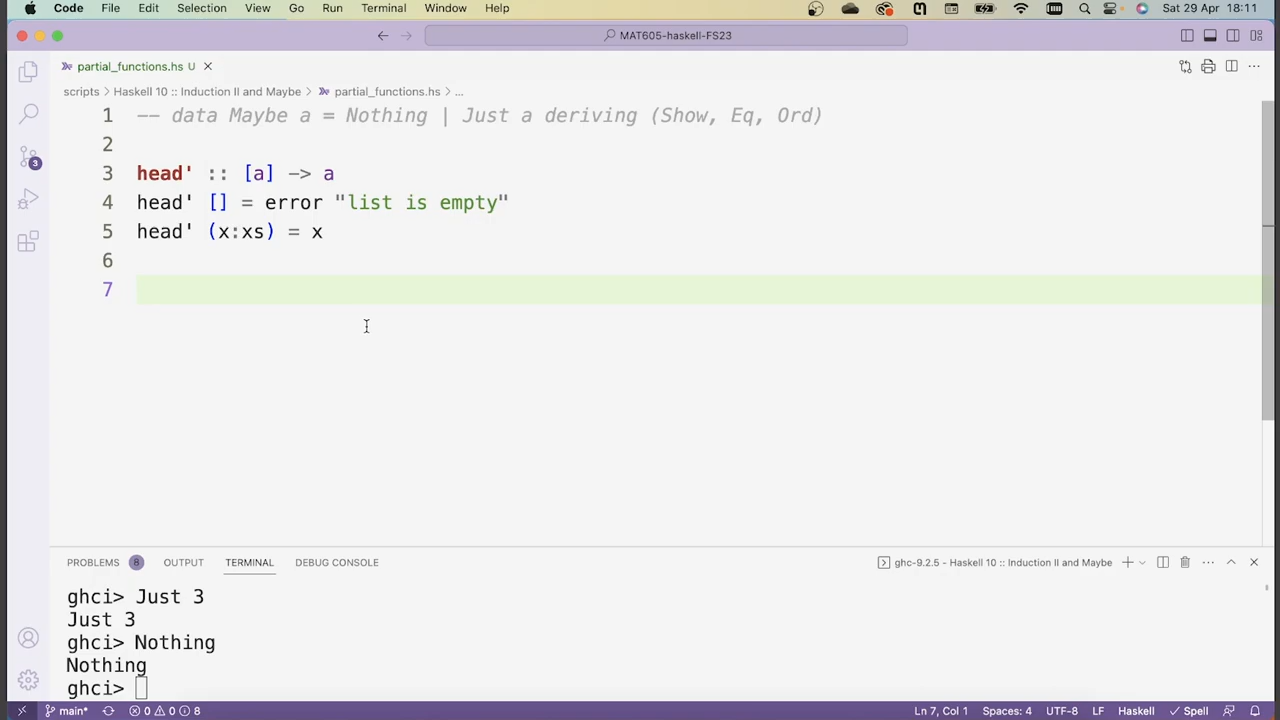 Code File Edit Selection View Go Run Terminal Window Help Sat 29 Apr 18:11
MAT605-haskell-FS23
partial_functions.hs U
scripts > Haskell 10 :: Induction II and Maybe > partial_functions.hs > ...
1 -- data Maybe a = Nothing | Just a deriving (Show, Eq, Ord)
2
3 head' :: [a] -> a
4 head' [] = error "list is empty"
5 head' (x:xs) = x
6
7
3
PROBLEMS 8 OUTPUT TERMINAL DEBUG CONSOLE ghc-9.2.5 - Haskell 10 :: Induction II and Maybe
ghci> Just 3
Just 3
ghci> Nothing
Nothing
ghci>
main* 0 0 8 Ln 7, Col 1 Spaces: 4 UTF-8 LF Haskell Spell